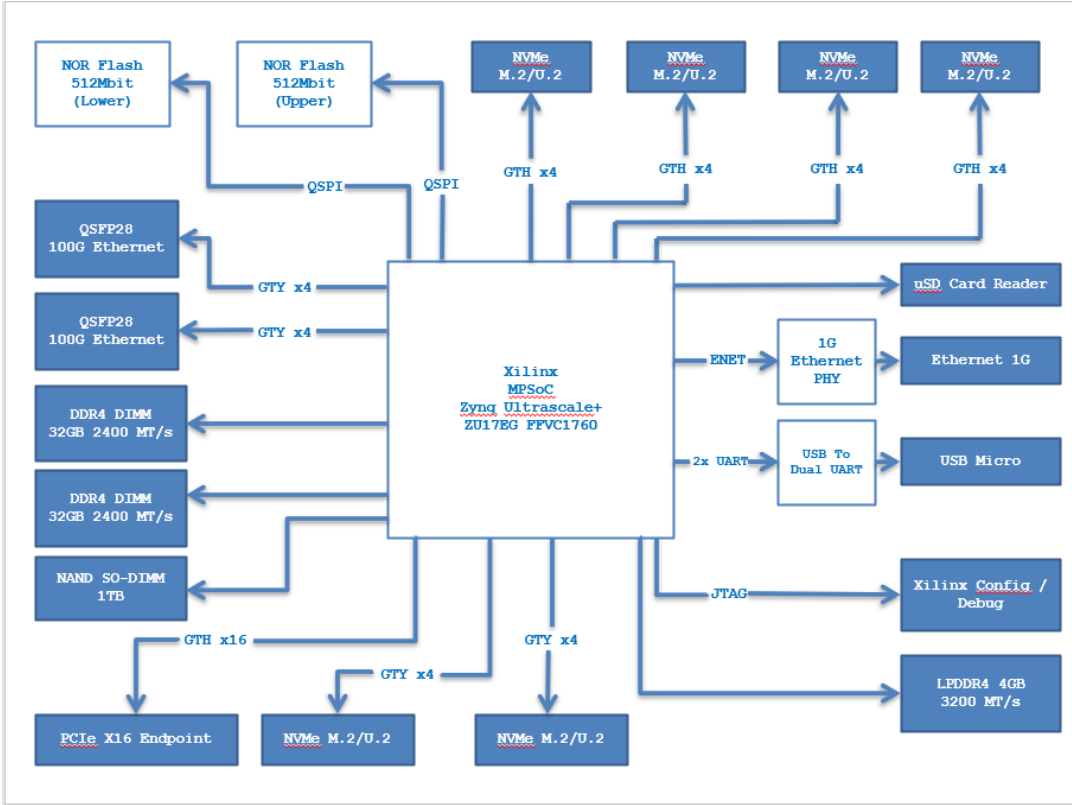 NOR Flash
512Mbit
(Lower)
NOR Flash
512Mbit
(Upper)
NVMe
M.2/U.2
NVMe
M.2/U.2
NVMe
M.2/U.2
NVMe
M.2/U.2
QSPI
QSPI
GTH x4
GTH x4
GTH x4
GTH x4
QSFP28
100G Ethernet
GTY x4
QSFP28
100G Ethernet
GTY x4
DDR4 DIMM
32GB 2400 MT/s
DDR4 DIMM
32GB 2400 MT/s
NAND SO-DIMM
1TB
Xilinx
MPSoC
Zynq Ultrascale+
ZU17EG FFVC1760
uSD Card Reader
ENET
1G
Ethernet
PHY
Ethernet 1G
2x UART
USB To
Dual UART
USB Micro
JTAG
Xilinx Config /
Debug
LPDDR4 4GB
3200 MT/s
GTH x16
GTY x4
GTY x4
PCIe X16 Endpoint
NVMe M.2/U.2
NVMe M.2/U.2